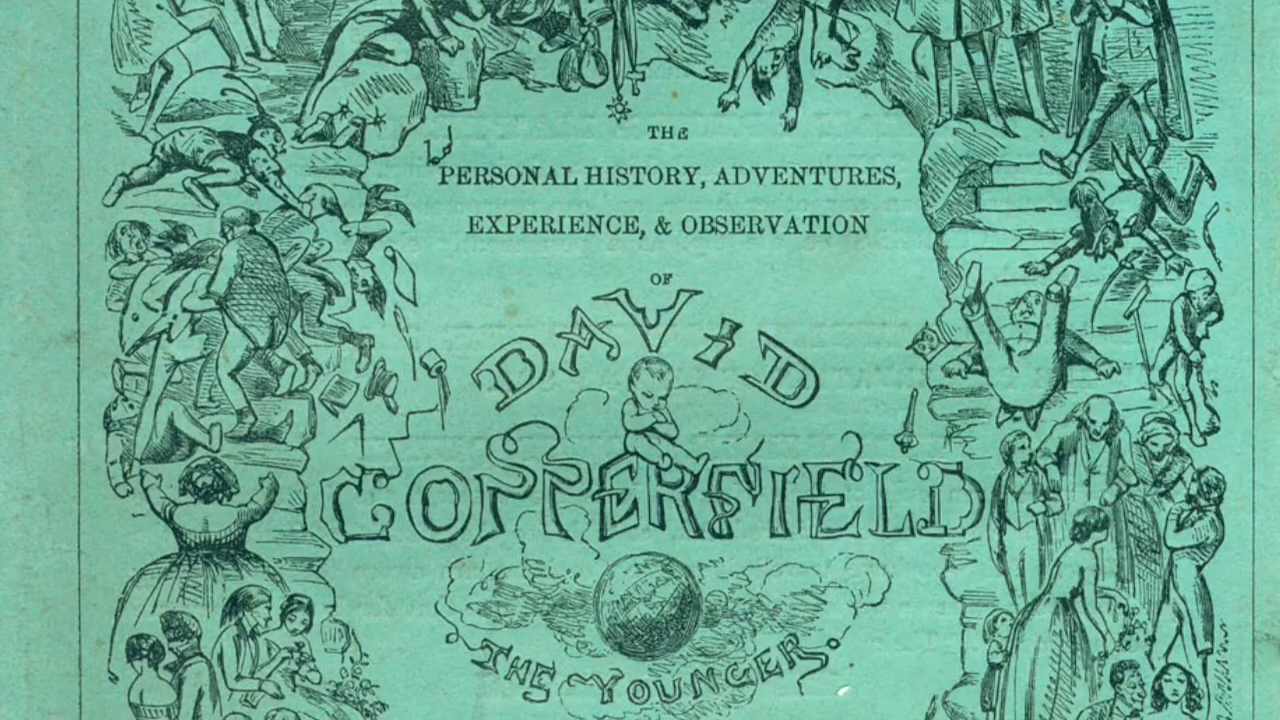 THE
PERSONAL HISTORY, ADVENTURES,
EXPERIENCE, & OBSERVATION
OF
DAVID
COPPERFIELD
THE YOUNGER.